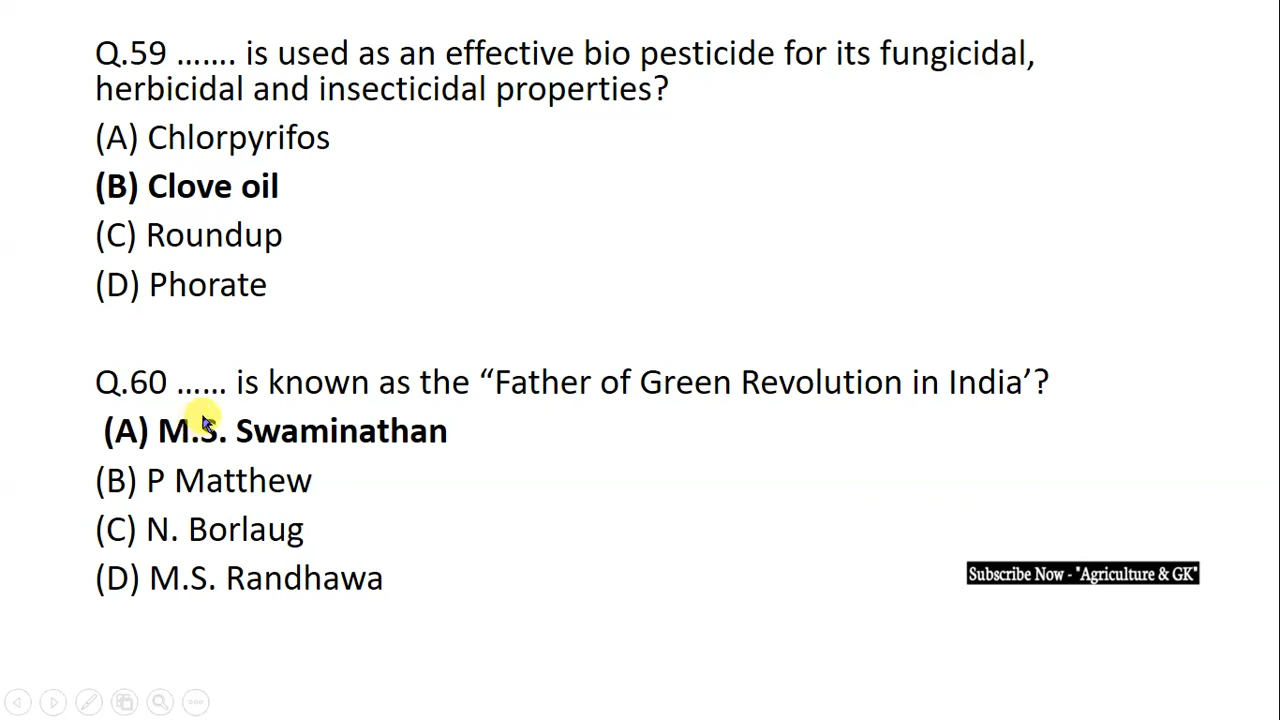 Q.59 ....... is used as an effective bio pesticide for its fungicidal,
herbicidal and insecticidal properties?
(A) Chlorpyrifos
(B) Clove oil
(C) Roundup
(D) Phorate
Q.60 ...... is known as the “Father of Green Revolution in India’?
(A) M.S. Swaminathan
(B) P Matthew
(C) N. Borlaug
(D) M.S. Randhawa
Subscribe Now - "Agriculture & GK"